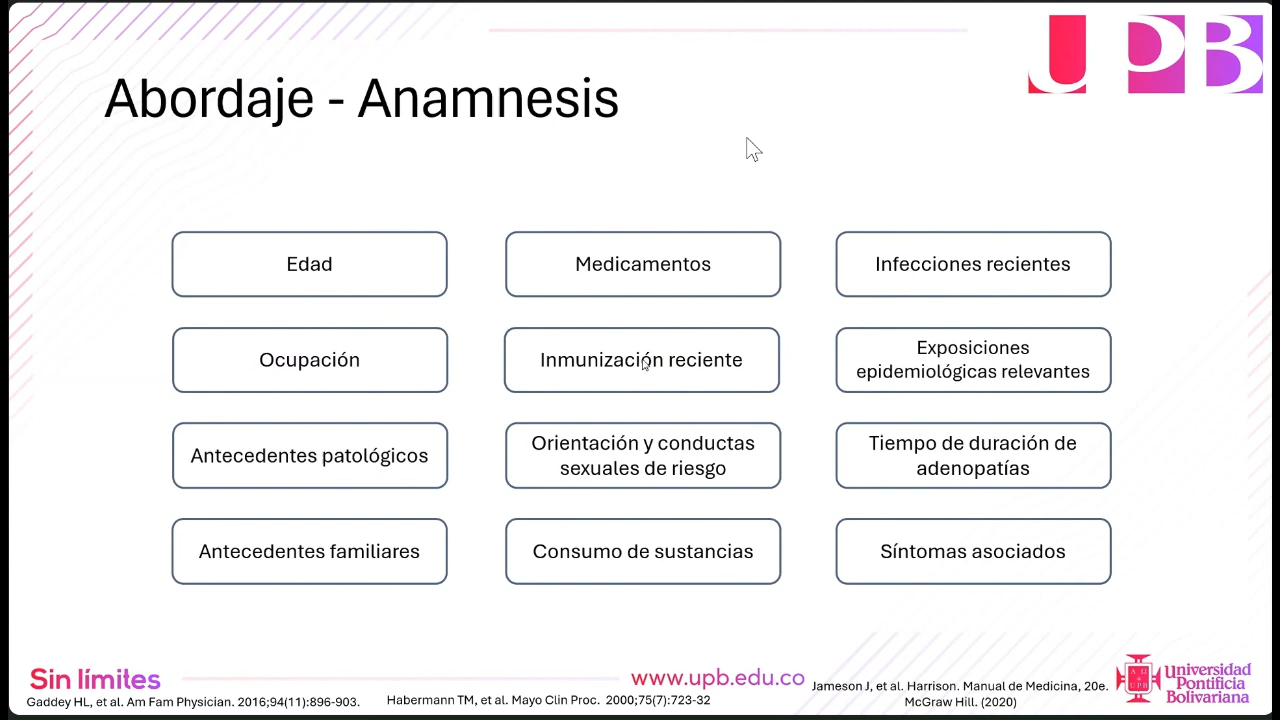 UPB
Abordaje - Anamnesis
Edad
Medicamentos
Infecciones recientes
Ocupación
Inmunización reciente
Exposiciones
epidemiológicas relevantes
Antecedentes patológicos
Orientación y conductas
sexuales de riesgo
Tiempo de duración de
adenopatías
Antecedentes familiares
Consumo de sustancias
Síntomas asociados
Sin límites
www.upb.edu.co
Gaddey HL, et al. Am Fam Physician. 2016;94(11):896-903.
Haberman TM, et al. Mayo Clin Proc. 2000;75(7):723-32
Jameson J, et al. Harrison. Manual de Medicina, 20e.
McGraw Hill. (2020)
Universidad
Pontificia
Bolivariana